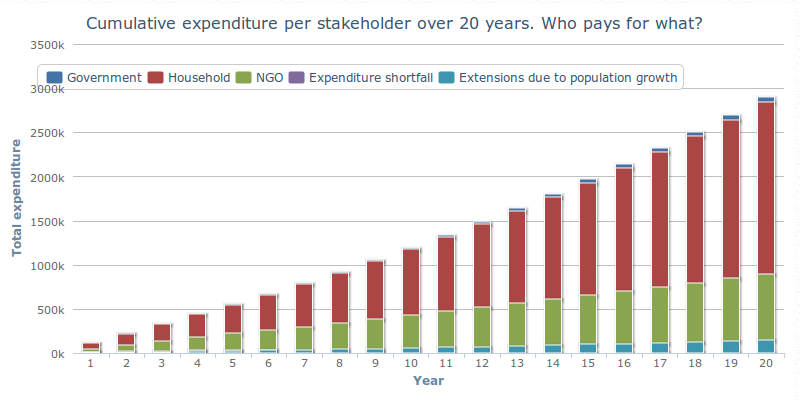 Cumulative expenditure per stakeholder over 20 years. Who pays for what?
3500k
Government Household NGO Expenditure shortfall Extensions due to population growth
3000k
2500k
2000k
1500k
1000k
500k
0k
Total expenditure
1 2 3 4 5 6 7 8 9 10 11 12 13 14 15 16 17 18 19 20
Year